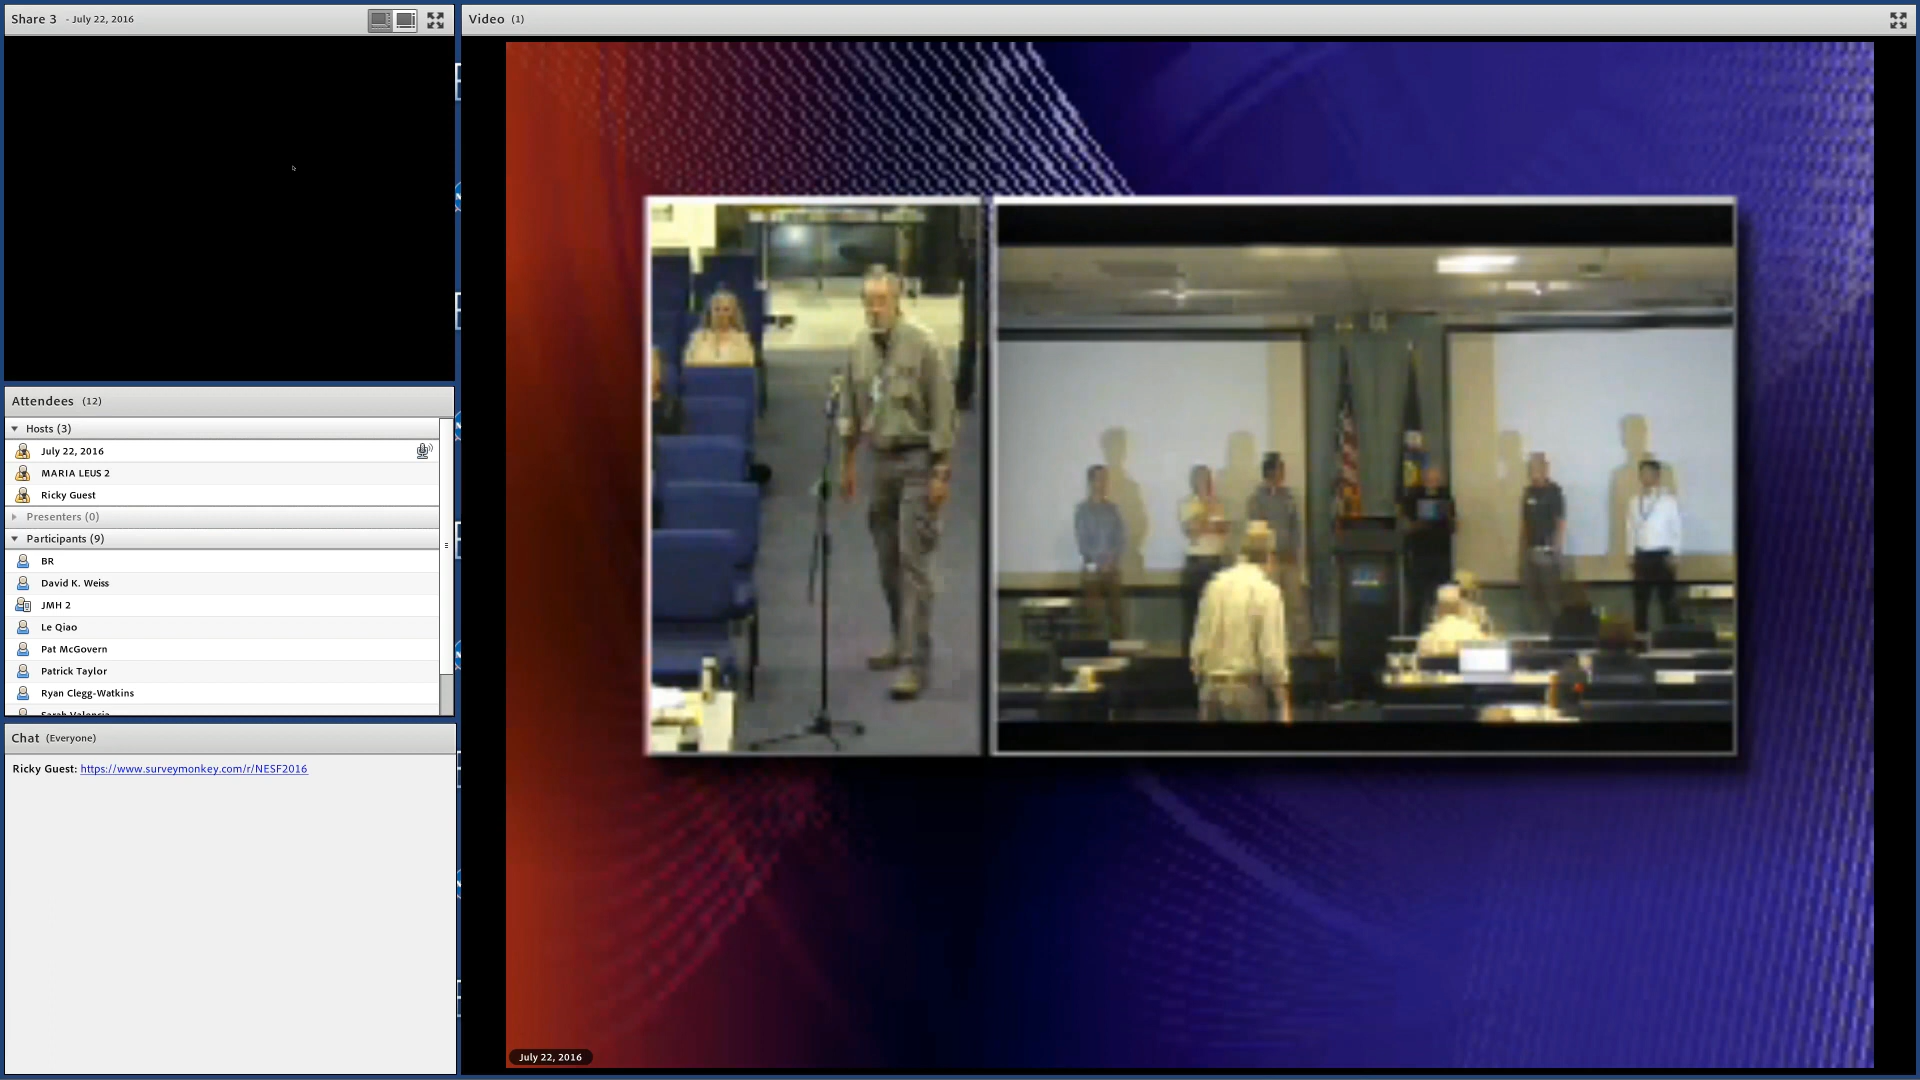 Share 3 - July 22, 2016
Video (1)
Attendees (12)
Hosts (3)
July 22, 2016
MARIA LEUS 2
Ricky Guest
Presenters (0)
Participants (9)
BR
David K. Weiss
JMH 2
Le Qiao
Pat McGovern
Patrick Taylor
Ryan Clegg-Watkins
Sarah Valencia
Chat (Everyone)
Ricky Guest: https://www.surveymonkey.com/r/NESF2016
July 22, 2016